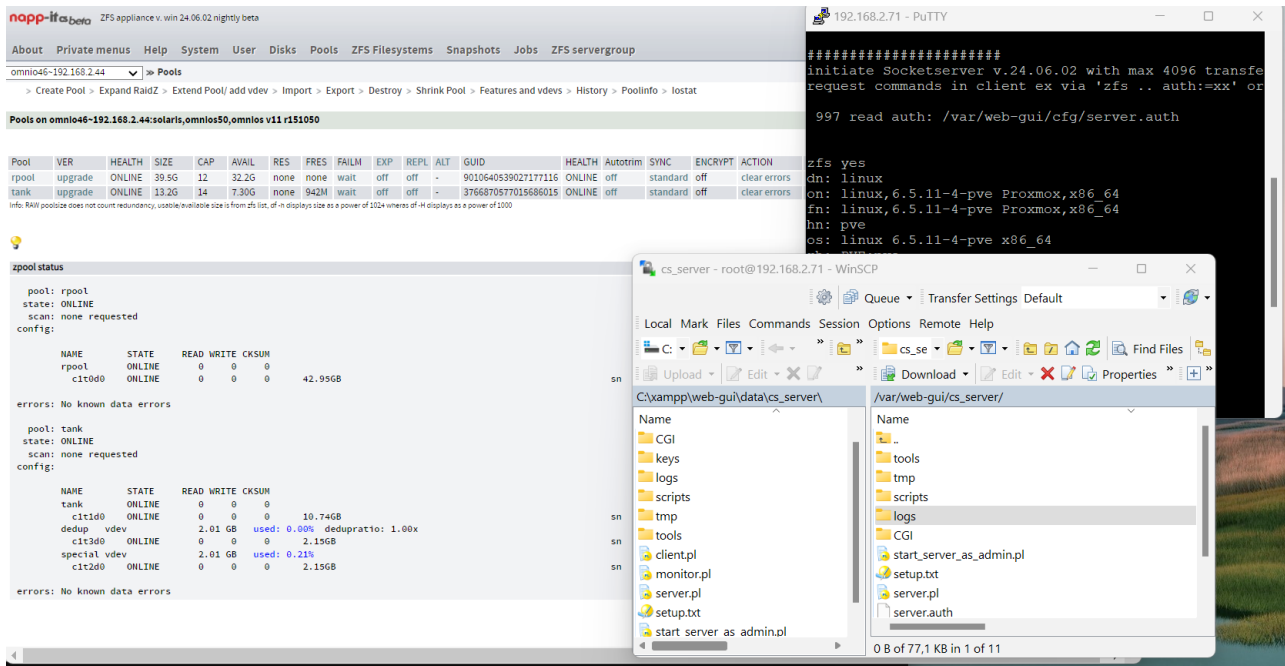 napp-it cs beta ZFS appliance v. win 24.06.02 nightly beta
About Private menus Help System User Disks Pools ZFS Filesystems Snapshots Jobs ZFS servergroup
omnio46~192.168.2.44 >> Pools
> Create Pool > Expand RaidZ > Extend Pool/ add vdev > Import > Export > Destroy > Shrink Pool > Features and vdevs > History > Poolinfo > Iostat
Pools on omnio46~192.168.2.44:solaris,omnios50,omnios v11 r151050
Pool VER HEALTH SIZE CAP AVAIL RES FRES FAILM EXP REPL ALT GUID HEALTH Autotrim SYNC ENCRYPT ACTION
rpool upgrade ONLINE 39.5G 12 32.2G none none wait off off - 9010640539027177116 ONLINE off standard off clear errors
tank upgrade ONLINE 13.2G 14 7.30G none 942M wait off off - 3766870577015686015 ONLINE off standard off clear errors
Info: RAW poolsize does not count redundancy, usable/available size is from zfs list, df -h displays size as a power of 1024 wheras df -H displays as a power of 1000
zpool status
pool: rpool
state: ONLINE
scan: none requested
config:
NAME STATE READ WRITE CKSUM
rpool ONLINE 0 0 0
c1t0d0 ONLINE 0 0 0 42.95GB sn
errors: No known data errors
pool: tank
state: ONLINE
scan: none requested
config:
NAME STATE READ WRITE CKSUM
tank ONLINE 0 0 0
c1t1d0 ONLINE 0 0 0 10.74GB sn
dedup vdev 2.01 GB used: 0.00% dedupratio: 1.00x
c1t3d0 ONLINE 0 0 0 2.15GB sn
special vdev 2.01 GB used: 0.21%
c1t2d0 ONLINE 0 0 0 2.15GB sn
errors: No known data errors
192.168.2.71 - PuTTY
#######################
initiate Socketserver v.24.06.02 with max 4096 transfe
request commands in client ex via 'zfs .. auth:=xx' or
997 read auth: /var/web-gui/cfg/server.auth
zfs yes
dn: linux
on: linux,6.5.11-4-pve Proxmox,x86_64
fn: linux,6.5.11-4-pve Proxmox,x86_64
hn: pve
os: linux 6.5.11-4-pve x86_64
cs_server - root@192.168.2.71 - WinSCP
Queue Transfer Settings Default
Local Mark Files Commands Session Options Remote Help
C: cs_se Find Files
Upload Edit Download Edit Properties
C:\xampp\web-gui\data\cs_server\ /var/web-gui/cs_server/
Name
CGI
keys
logs
scripts
tmp
tools
client.pl
monitor.pl
server.pl
setup.txt
start_server_as_admin.pl
Name
..
tools
tmp
scripts
logs
CGI
start_server_as_admin.pl
setup.txt
server.pl
server.auth
0 B of 77,1 KB in 1 of 11